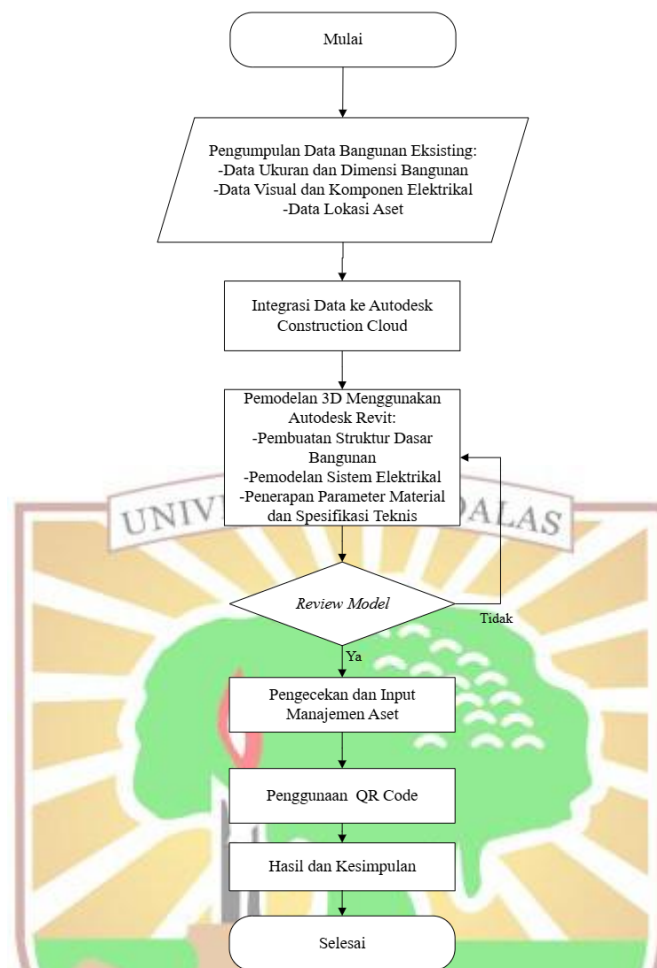 Mulai
Pengumpulan Data Bangunan Eksisting:
-Data Ukuran dan Dimensi Bangunan
-Data Visual dan Komponen Elektrikal
-Data Lokasi Aset
Integrasi Data ke Autodesk
Construction Cloud
Pemodelan 3D Menggunakan
Autodesk Revit:
-Pembuatan Struktur Dasar
Bangunan
-Pemodelan Sistem Elektrikal
-Penerapan Parameter Material
dan Spesifikasi Teknis
Review Model
Tidak
Ya
Pengecekan dan Input
Manajemen Aset
Penggunaan QR Code
Hasil dan Kesimpulan
Selesai